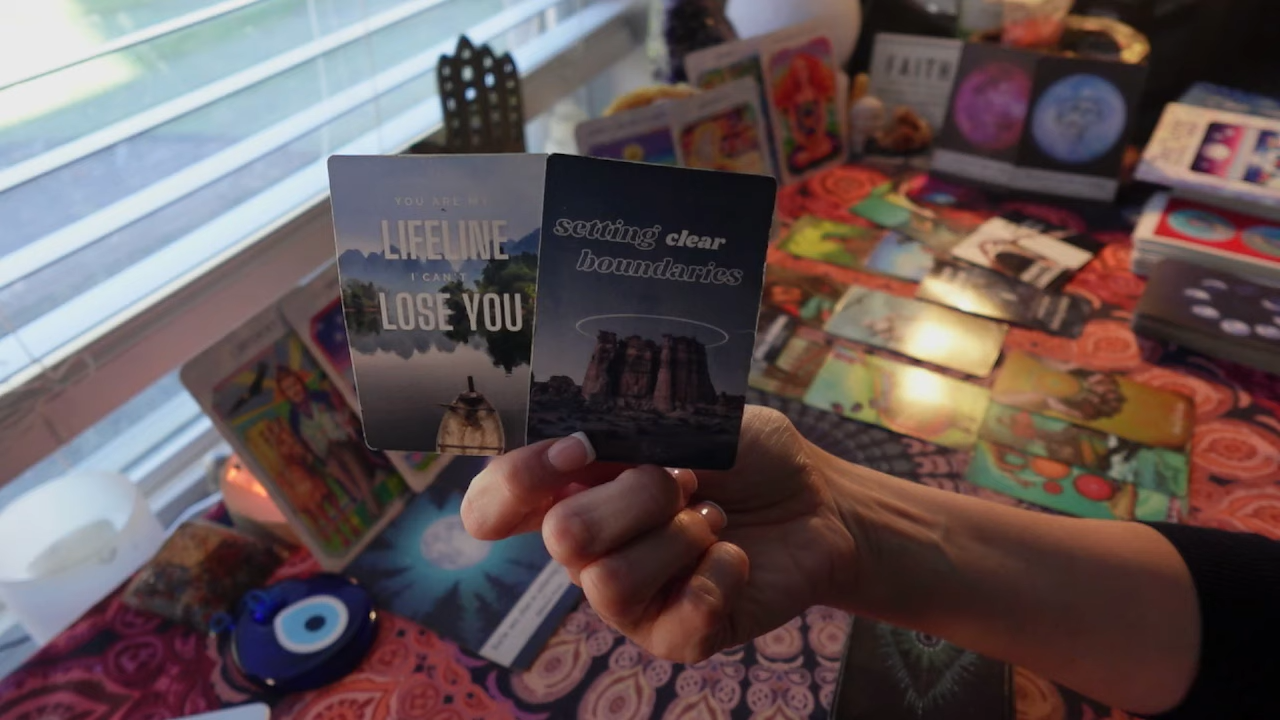 YOU ARE MY
LIFELINE
I CAN'T
LOSE YOU
setting clear
boundaries
FAITH